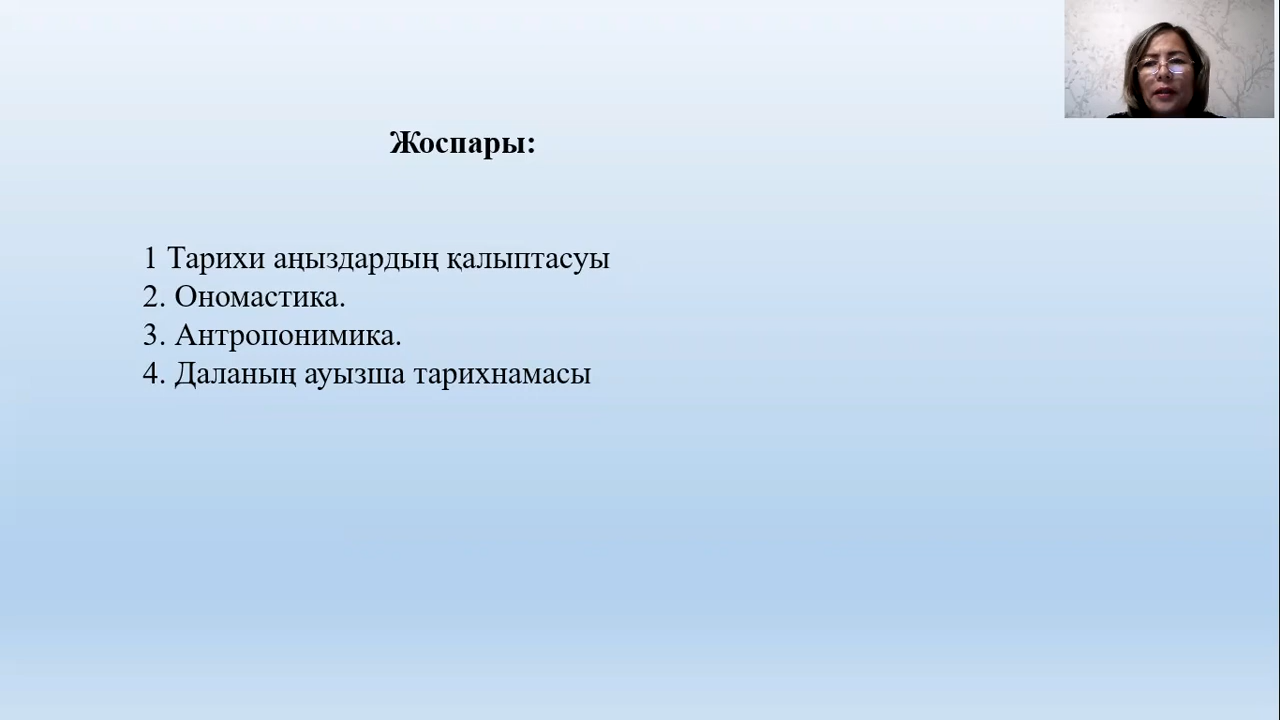 Жоспары:
1 Тарихи аңыздардың қалыптасуы
2. Ономастика.
3. Антропонимика.
4. Даланың ауызша тарихнамасы